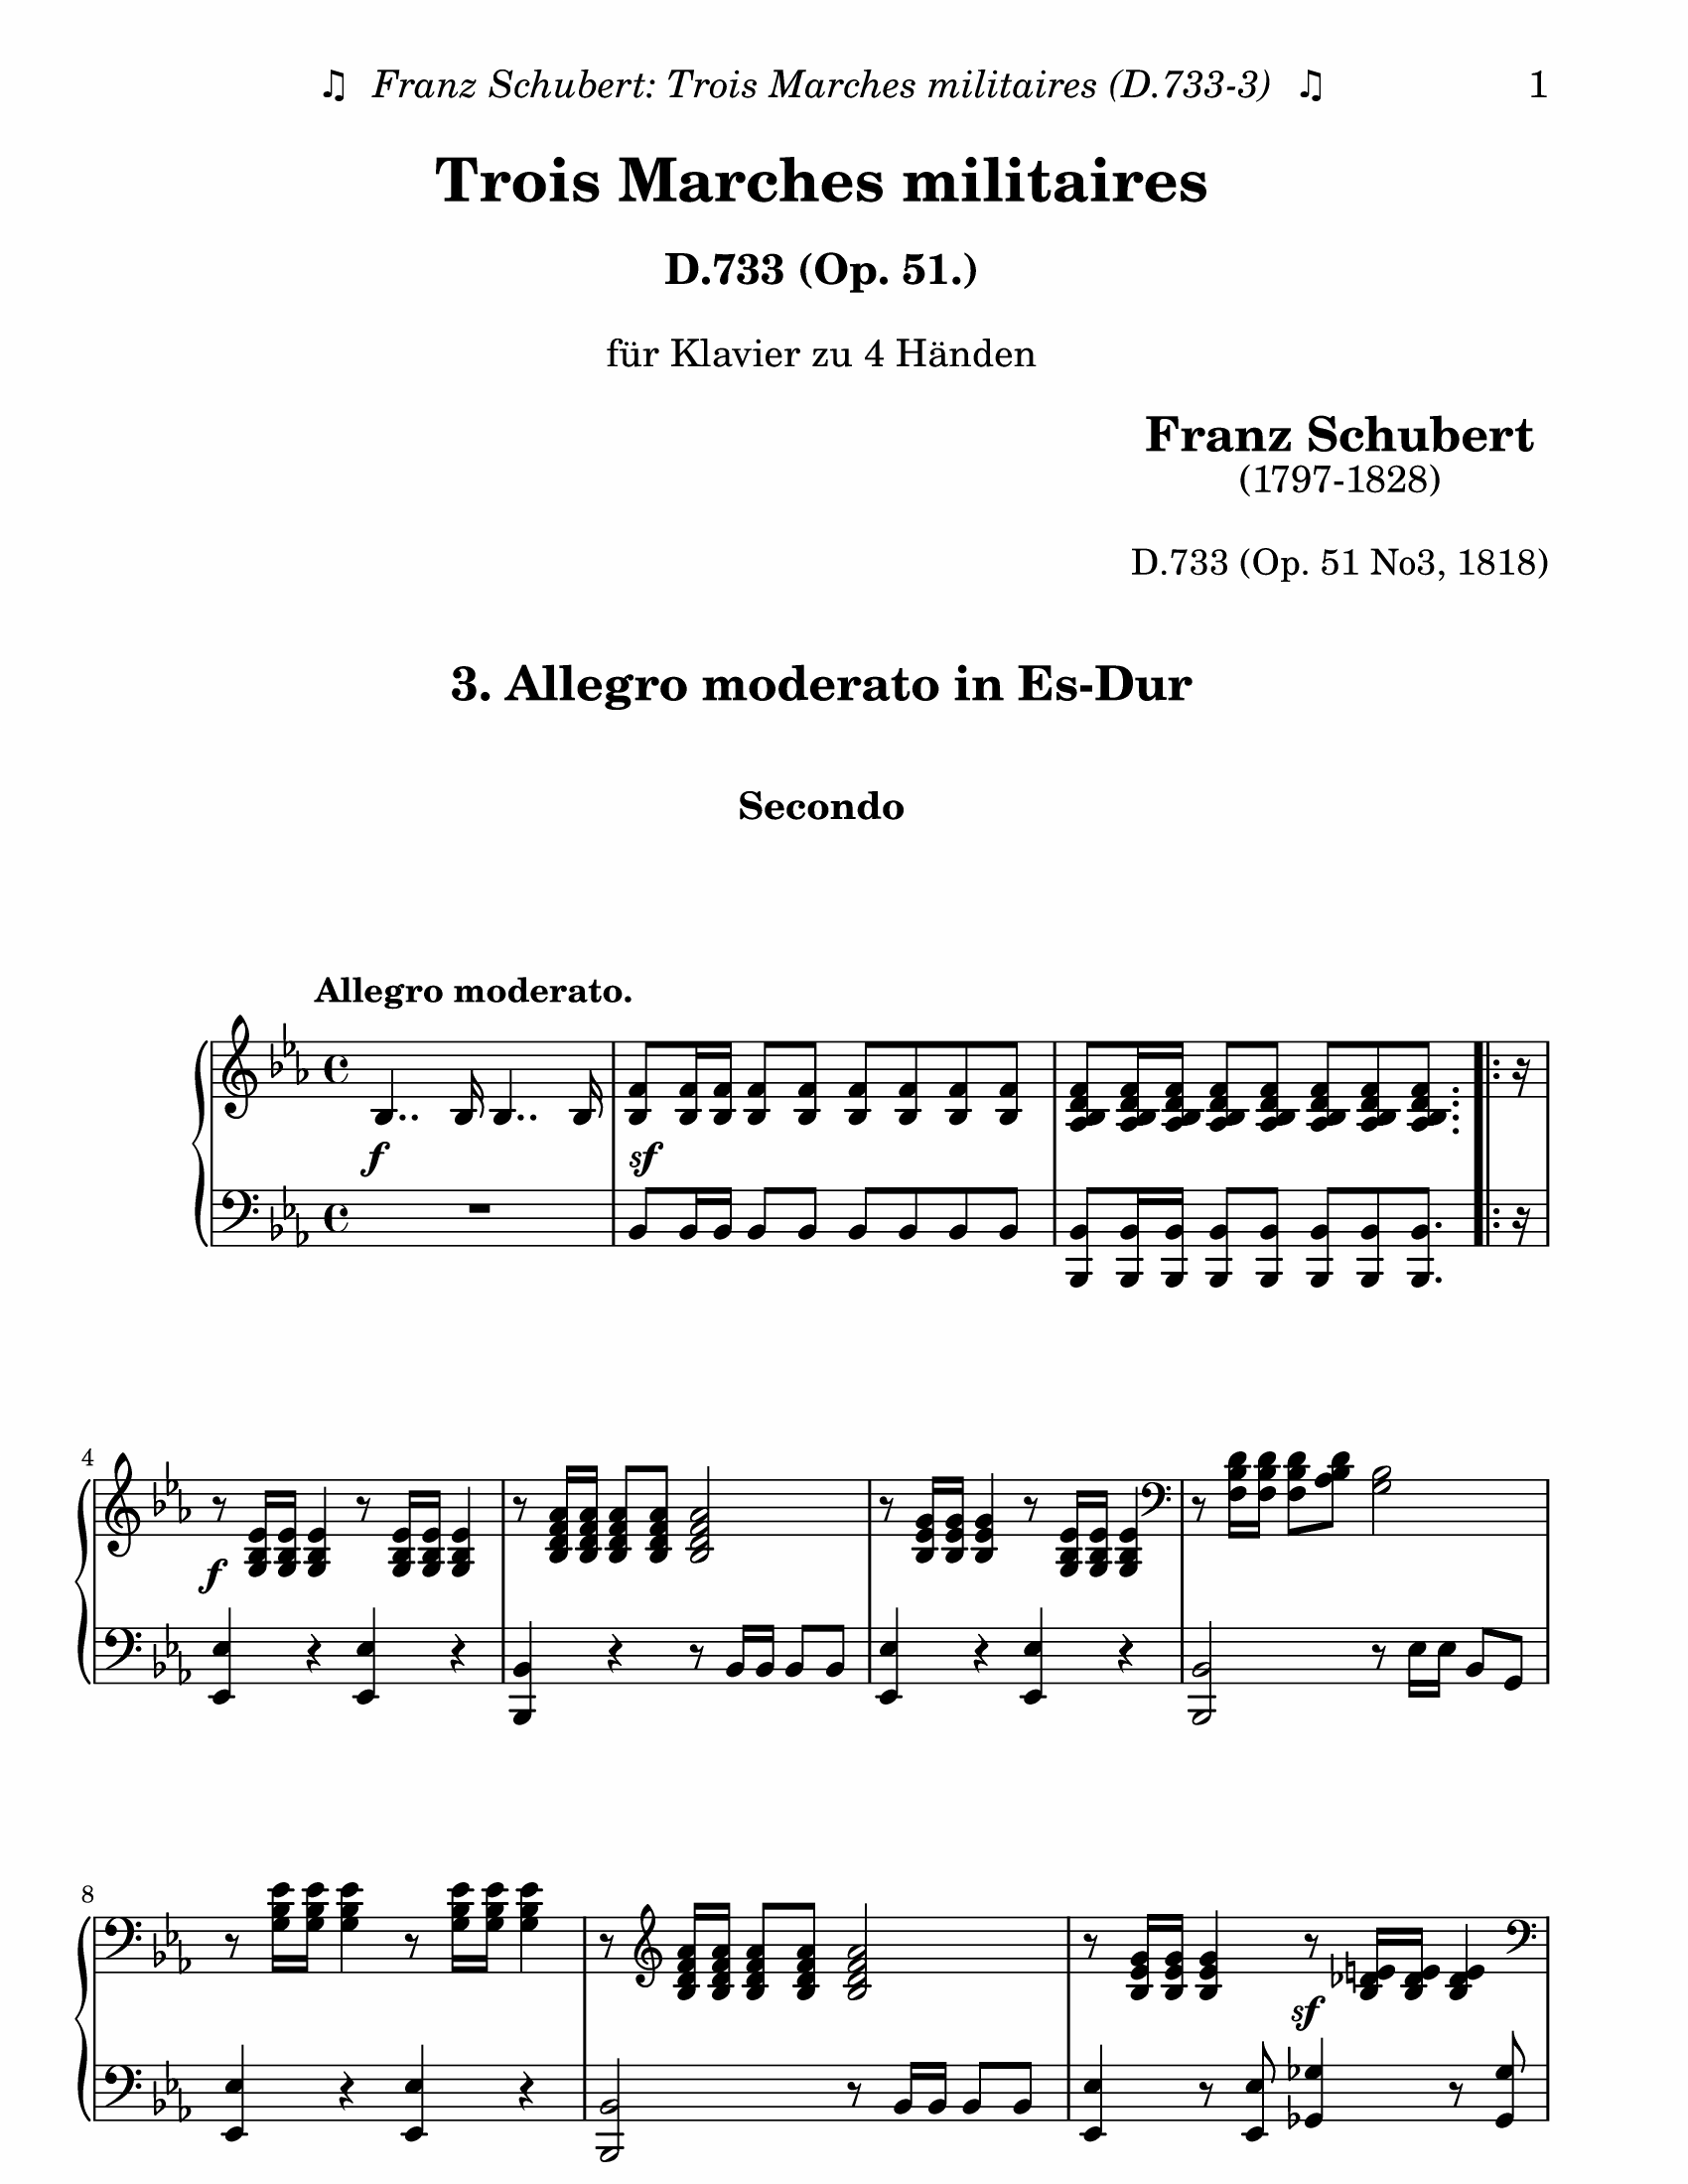 ♫ Franz Schubert: Trois Marches militaires (D.733-3) ♫ 1
Trois Marches militaires
D.733 (Op. 51.)
für Klavier zu 4 Händen
Franz Schubert
(1797-1828)
D.733 (Op. 51 No3, 1818)
3. Allegro moderato in Es-Dur
Secondo
Allegro moderato.
f sf
4
f
8
sf